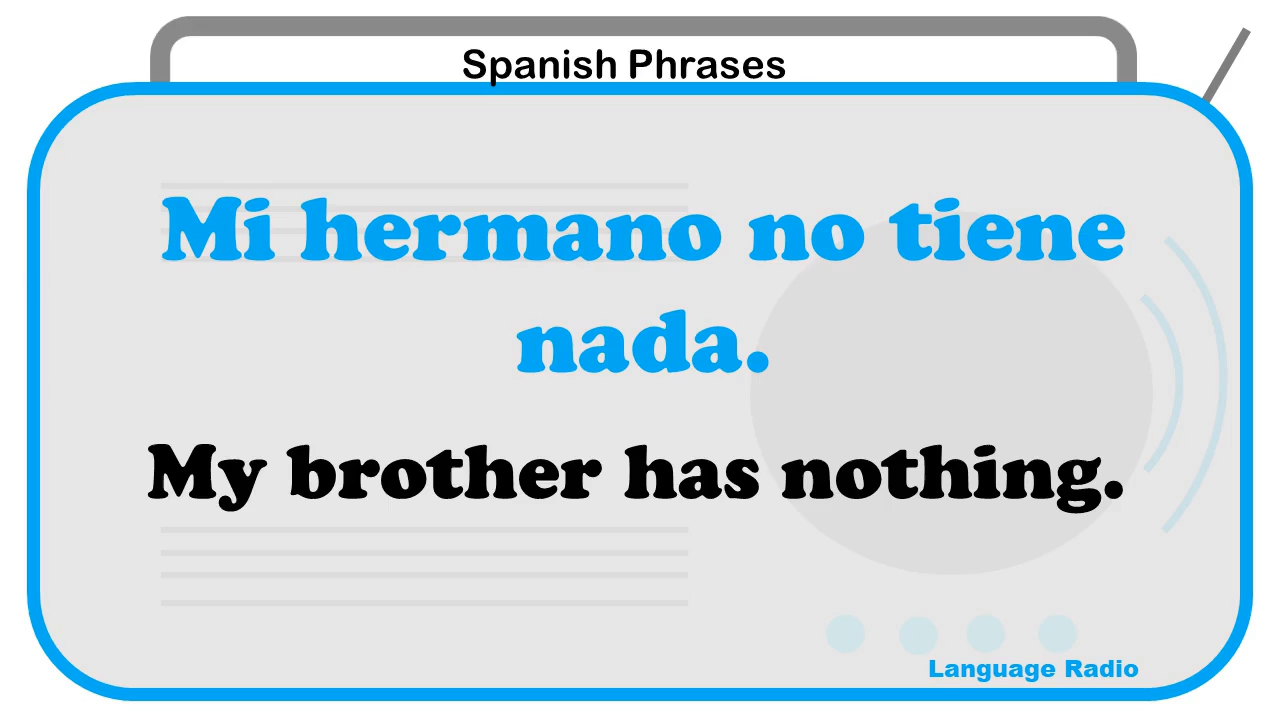 Spanish Phrases
Mi hermano no tiene
nada.
My brother has nothing.
Language Radio